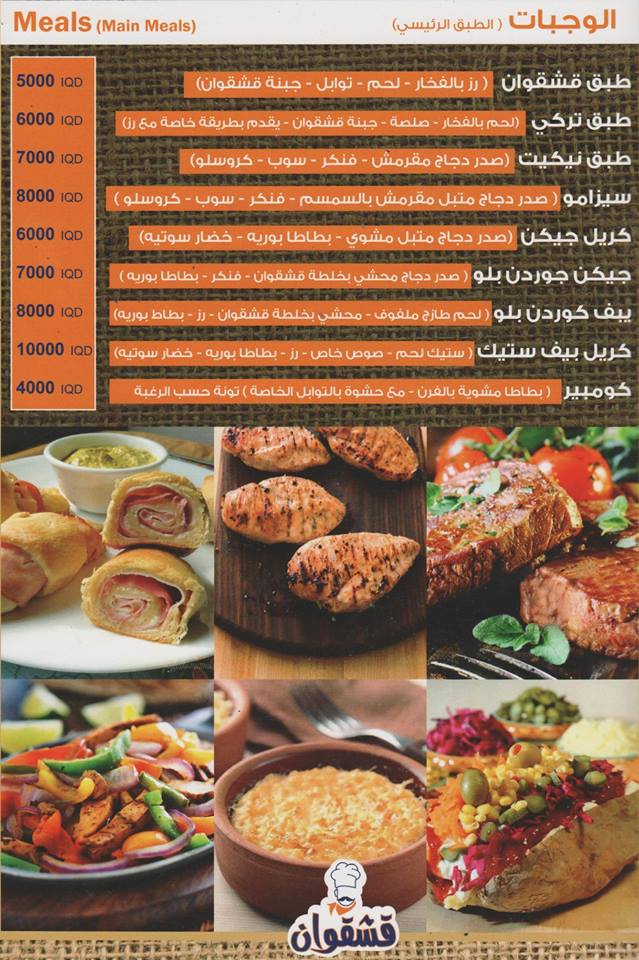 الوجبات ( الطبق الرئيسي) Meals (Main Meals)
طبق قشقوان ( رز بالفخار - لحم - توابل - جبنة قشقوان) 5000 IQD
طبق تركي (لحم بالفخار - صلصة - جبنة قشقوان - يقدم بطريقة خاصة مع رز) 6000 IQD
طبق نيكيت (صدر دجاج مقرمش - فنكر - سوب - كروسلو) 7000 IQD
سيزامو ( صدر دجاج متبل مقرمش بالسمسم - فنكر - سوب - كروسلو ) 8000 IQD
كريل جيكن (صدر دجاج متبل مشوي - بطاطا بوريه - خضار سوتيه) 6000 IQD
جيكن جوردن بلو ( صدر دجاج محشي بخلطة قشقوان - فنكر - بطاطا بوريه ) 7000 IQD
يبف كوردن بلو ( لحم طازج ملفوف - محشي بخلطة قشقوان - رز - بطاط بوريه) 8000 IQD
كريل بيف ستيك ( ستيك لحم - صوص خاص - رز - بطاطا بوريه - خضار سوتيه) 10000 IQD
كومبير ( بطاطا مشوية بالفرن - مع حشوة بالتوابل الخاصة ) تونة حسب الرغبة 4000 IQD
قشقوان